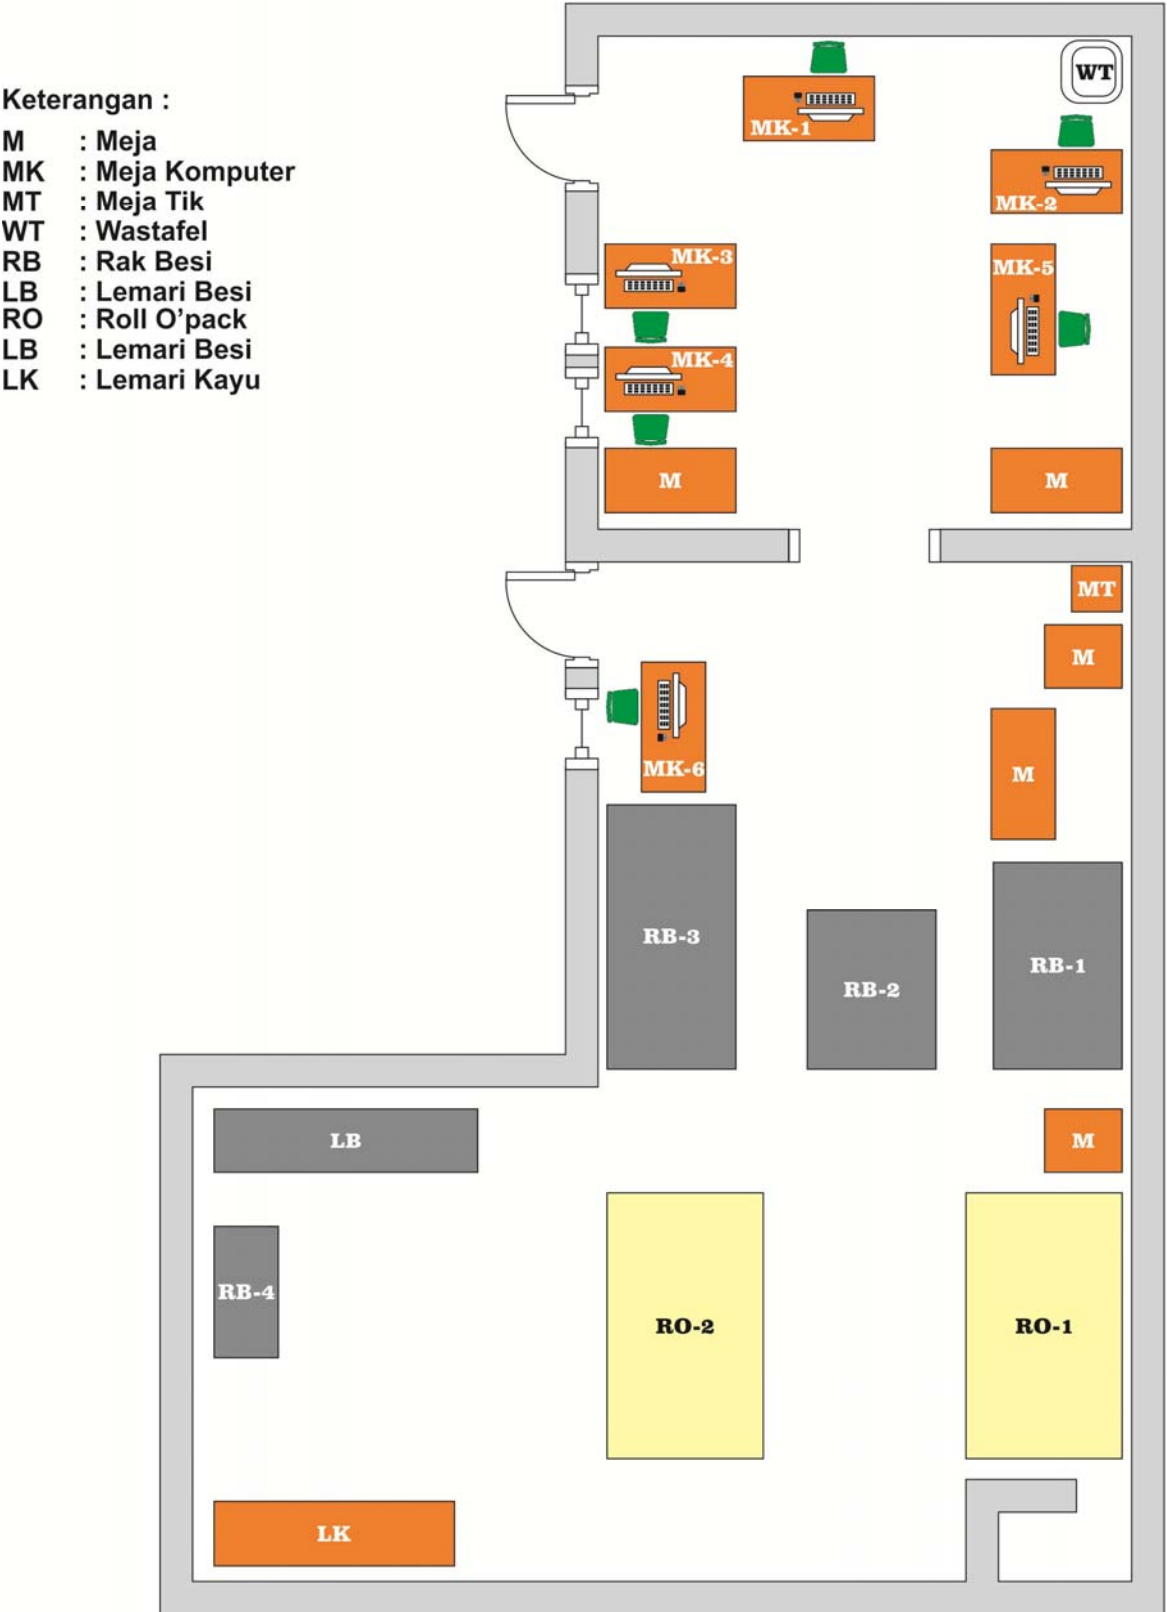 Keterangan :
M : Meja
MK : Meja Komputer
MT : Meja Tik
WT : Wastafel
RB : Rak Besi
LB : Lemari Besi
RO : Roll O'pack
LB : Lemari Besi
LK : Lemari Kayu
WT
MK-1
MK-2
MK-3
MK-5
MK-4
M
M
MT
M
MK-6
M
RB-3
RB-2
RB-1
LB
M
RB-4
RO-2
RO-1
LK